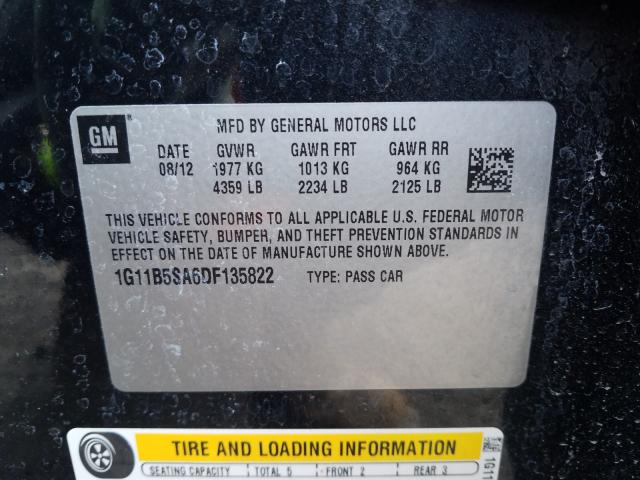 GM
MFD BY GENERAL MOTORS LLC
DATE GVWR GAWR FRT GAWR RR
08/12 1977 KG 1013 KG 964 KG
4359 LB 2234 LB 2125 LB
THIS VEHICLE CONFORMS TO ALL APPLICABLE U.S. FEDERAL MOTOR
VEHICLE SAFETY, BUMPER, AND THEFT PREVENTION STANDARDS IN
EFFECT ON THE DATE OF MANUFACTURE SHOWN ABOVE.
1G11B5SA6DF135822 TYPE: PASS CAR
TIRE AND LOADING INFORMATION
SEATING CAPACITY TOTAL 5 FRONT 2 REAR 3
1G11